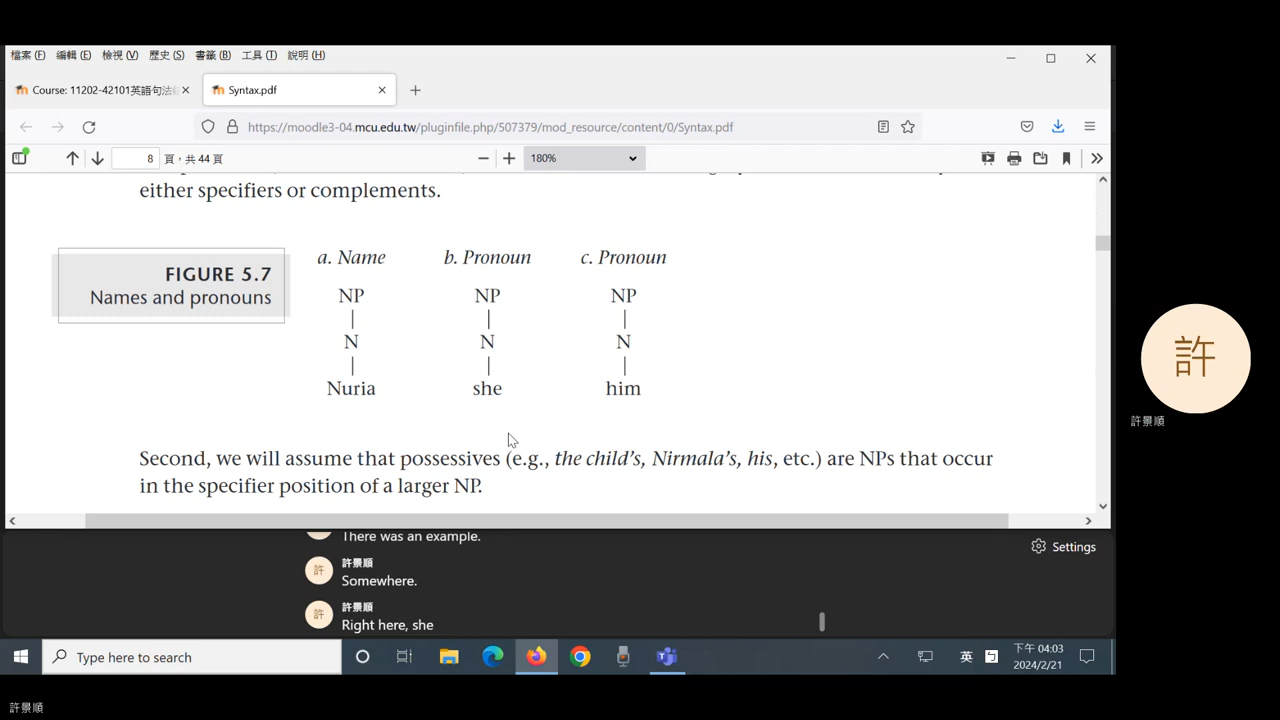 檔案 (F) 編輯 (E) 檢視 (V) 歷史 (S) 書籤 (B) 工具 (T) 說明 (H)
Course: 11202-42101英語句法
Syntax.pdf
https://moodle3-04.mcu.edu.tw/pluginfile.php/507379/mod_resource/content/0/Syntax.pdf
8 頁，共 44 頁
180%
either specifiers or complements.
FIGURE 5.7
Names and pronouns
a. Name b. Pronoun c. Pronoun
NP NP NP
N N N
Nuria she him
Second, we will assume that possessives (e.g., the child's, Nirmala's, his, etc.) are NPs that occur
in the specifier position of a larger NP.
There was an example.
許 許景順
Somewhere.
許 許景順
Right here, she
Settings
許
許景順
Type here to search
英
下午 04:03
2024/2/21
許景順